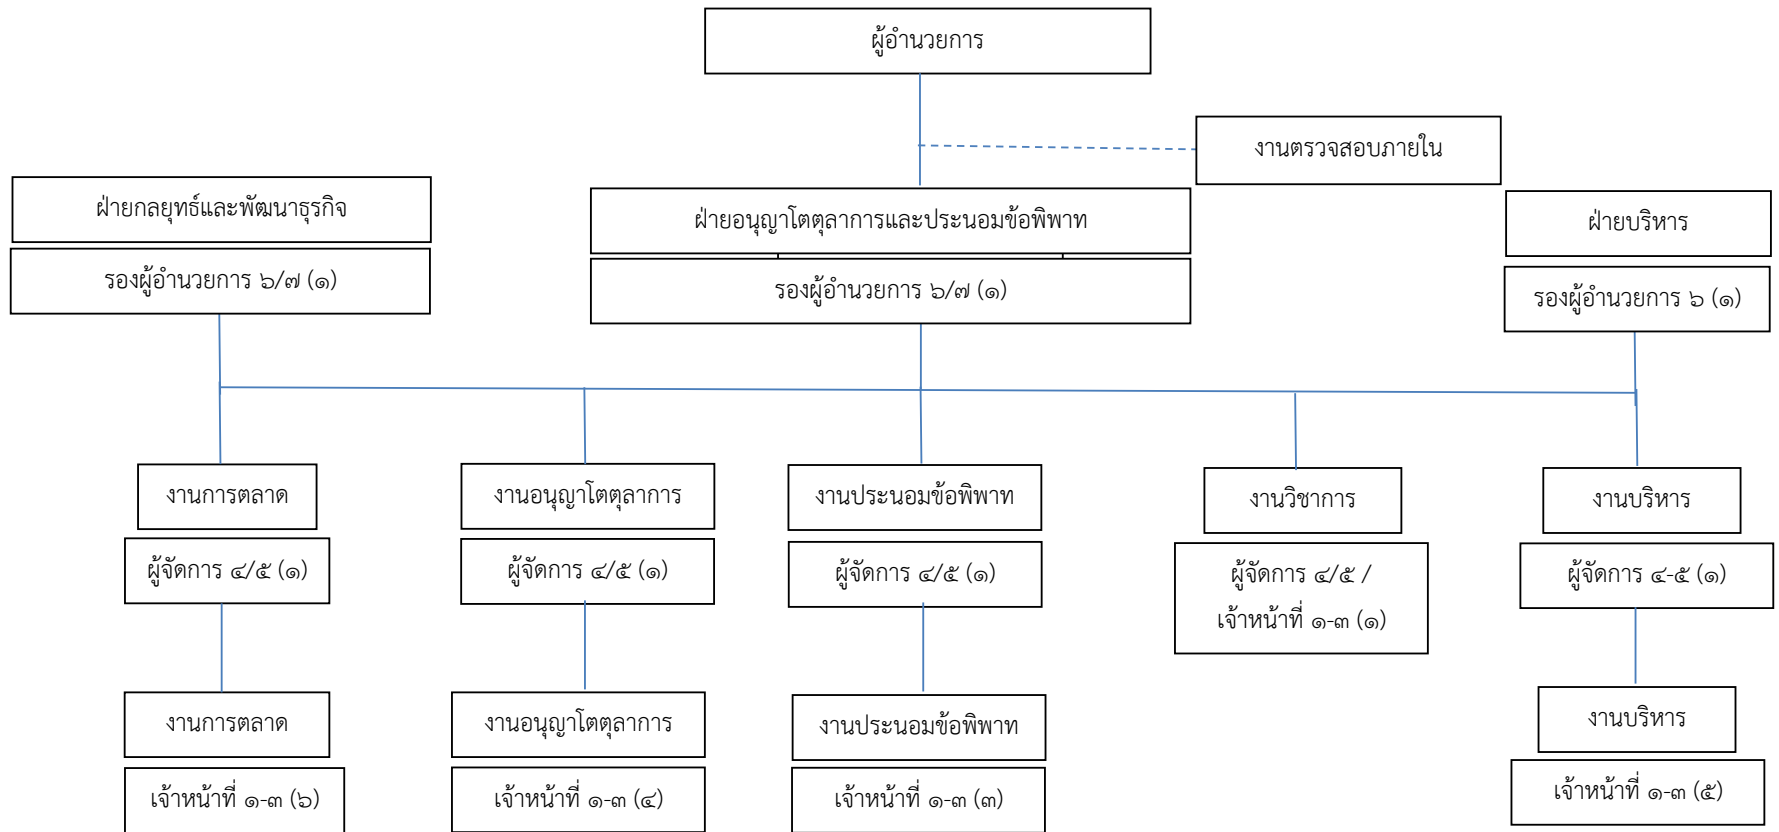 ผู้อำนวยการ
งานตรวจสอบภายใน
ฝ่ายกลยุทธ์และพัฒนาธุรกิจ
รองผู้อำนวยการ ๖/๗ (๑)
ฝ่ายอนุญาโตตุลาการและประนอมข้อพิพาท
รองผู้อำนวยการ ๖/๗ (๑)
ฝ่ายบริหาร
รองผู้อำนวยการ ๖ (๑)
งานการตลาด
ผู้จัดการ ๔/๕ (๑)
งานอนุญาโตตุลาการ
ผู้จัดการ ๔/๕ (๑)
งานประนอมข้อพิพาท
ผู้จัดการ ๔/๕ (๑)
งานวิชาการ
ผู้จัดการ ๔/๕ /
เจ้าหน้าที่ ๑-๓ (๑)
งานบริหาร
ผู้จัดการ ๔-๕ (๑)
งานการตลาด
เจ้าหน้าที่ ๑-๓ (๖)
งานอนุญาโตตุลาการ
เจ้าหน้าที่ ๑-๓ (๔)
งานประนอมข้อพิพาท
เจ้าหน้าที่ ๑-๓ (๓)
งานบริหาร
เจ้าหน้าที่ ๑-๓ (๕)